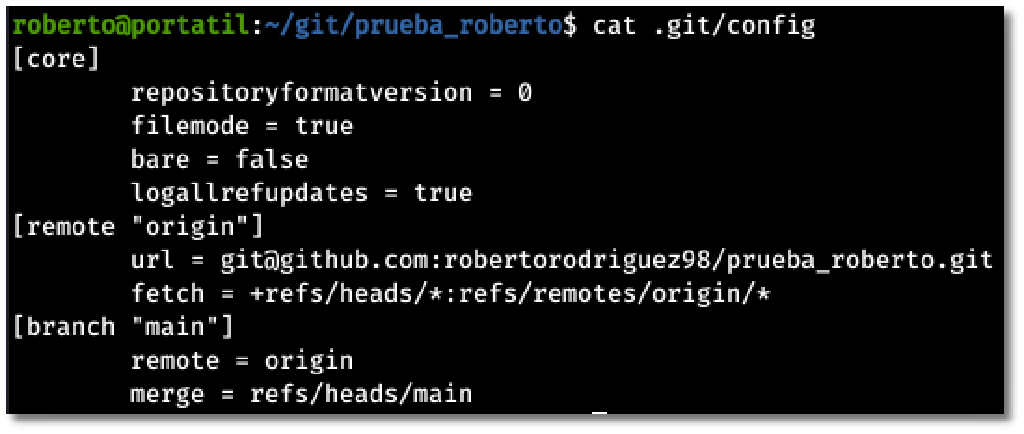 roberto@portatil:~/git/prueba_roberto$ cat .git/config
[core]
        repositoryformatversion = 0
        filemode = true
        bare = false
        logallrefupdates = true
[remote "origin"]
        url = git@github.com:robertorodriguez98/prueba_roberto.git
        fetch = +refs/heads/*:refs/remotes/origin/*
[branch "main"]
        remote = origin
        merge = refs/heads/main